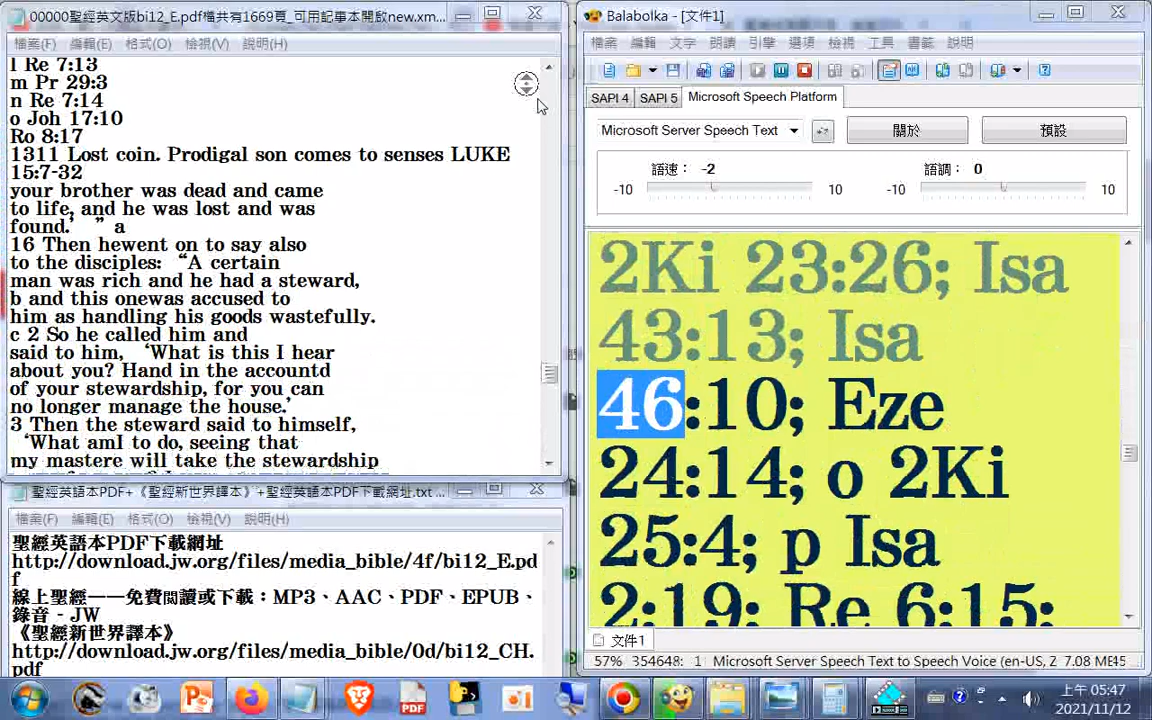 00000聖經英文版bi12_E.pdf檔共有1669頁_可用記事本開啟new.xm...
檔案(F) 編輯(E) 格式(O) 檢視(V) 說明(H)
l Re 7:13
m Pr 29:3
n Re 7:14
o Joh 17:10
Ro 8:17
1311 Lost coin. Prodigal son comes to senses LUKE
15:7-32
your brother was dead and came
to life, and he was lost and was
found.’ ” a
16 Then hewent on to say also
to the disciples: “A certain
man was rich and he had a steward,
b and this onewas accused to
him as handling his goods wastefully.
c 2 So he called him and
said to him, ‘What is this I hear
about you? Hand in the accountd
of your stewardship, for you can
no longer manage the house.’
3 Then the steward said to himself,
‘What amI to do, seeing that
my mastere will take the stewardship
聖經英語本PDF+《聖經新世界譯本》+聖經英語本PDF下載網址.txt ...
檔案(F) 編輯(E) 格式(O) 檢視(V) 說明(H)
聖經英語本PDF下載網址
http://download.jw.org/files/media_bible/4f/bi12_E.pd
f
線上聖經——免費閱讀或下載：MP3、AAC、PDF、EPUB、
錄音 - JW
《聖經新世界譯本》
http://download.jw.org/files/media_bible/0d/bi12_CH.
pdf
Balabolka - [文件1]
檔案 編輯 文字 朗讀 引擎 選項 檢視 工具 書籤 說明
SAPI 4 SAPI 5 Microsoft Speech Platform
Microsoft Server Speech Text 關於 預設
語速： -2 語調： 0
-10 10 -10 10
2Ki 23:26; Isa
43:13; Isa
46:10; Eze
24:14; o 2Ki
25:4; p Isa
2:19; Re 6:15;
文件1
57% 354648: 1 Microsoft Server Speech Text to Speech Voice (en-US, Z 7.08 ME45
上午 05:47
2021/11/12